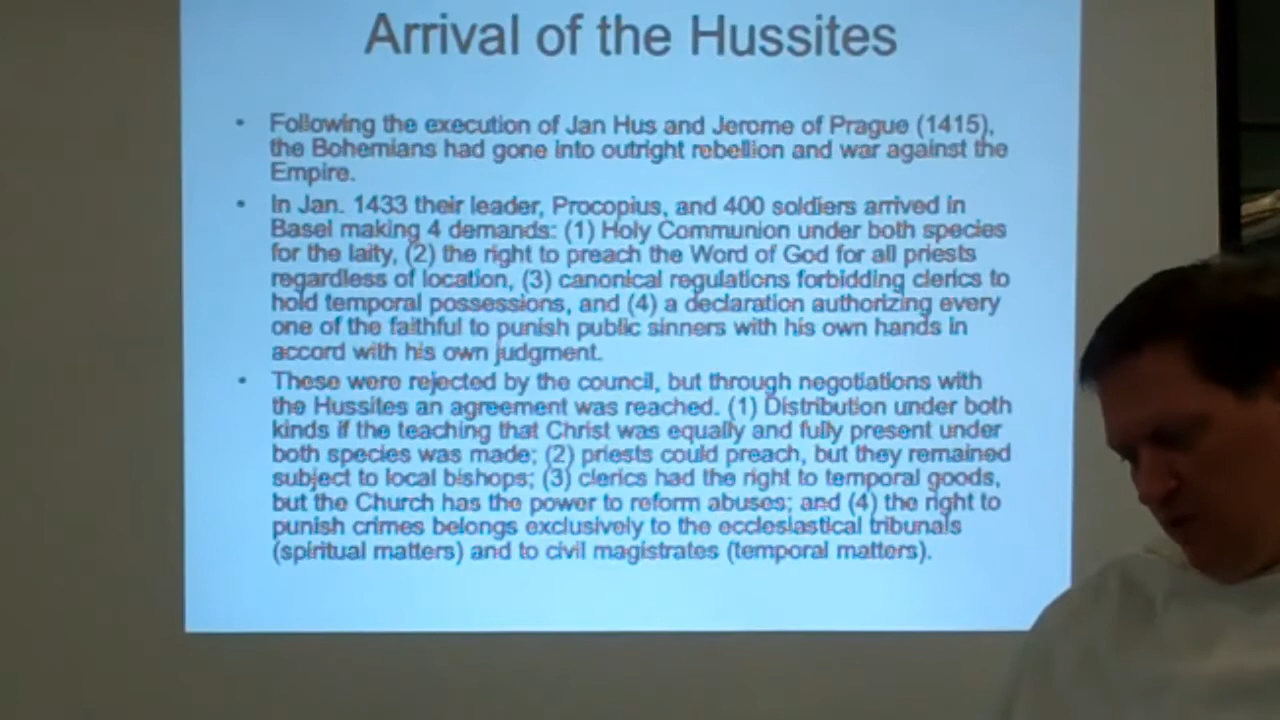 Arrival of the Hussites
• Following the execution of Jan Hus and Jerome of Prague (1415),
the Bohemians had gone into outright rebellion and war against the
Empire.
• In Jan. 1433 their leader, Procopius, and 400 soldiers arrived in
Basel making 4 demands: (1) Holy Communion under both species
for the laity, (2) the right to preach the Word of God for all priests
regardless of location, (3) canonical regulations forbidding clerics to
hold temporal possessions, and (4) a declaration authorizing every
one of the faithful to punish public sinners with his own hands in
accord with his own judgment.
• These were rejected by the council, but through negotiations with
the Hussites an agreement was reached. (1) Distribution under both
kinds if the teaching that Christ was equally and fully present under
both species was made; (2) priests could preach, but they remained
subject to local bishops; (3) clerics had the right to temporal goods,
but the Church has the power to reform abuses; and (4) the right to
punish crimes belongs exclusively to the ecclesiastical tribunals
(spiritual matters) and to civil magistrates (temporal matters).